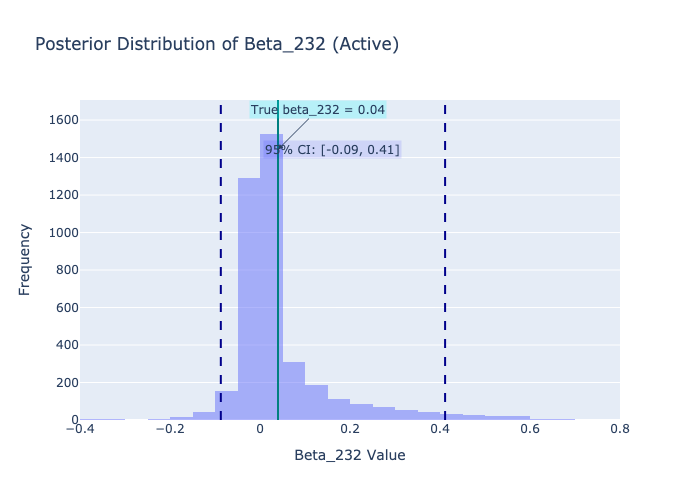 Posterior Distribution of Beta_232 (Active)
True beta_232 = 0.04
95% CI: [-0.09, 0.41]
1600
1400
1200
1000
800
600
400
200
0
Frequency
−0.4 −0.2 0 0.2 0.4 0.6 0.8
Beta_232 Value